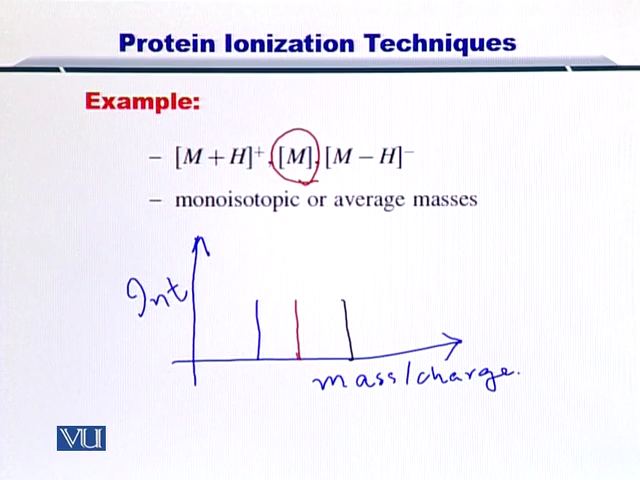 Protein Ionization Techniques
Example:
– [M + H]⁺, [M], [M – H]⁻
– monoisotopic or average masses
Int
mass/charge.
VU